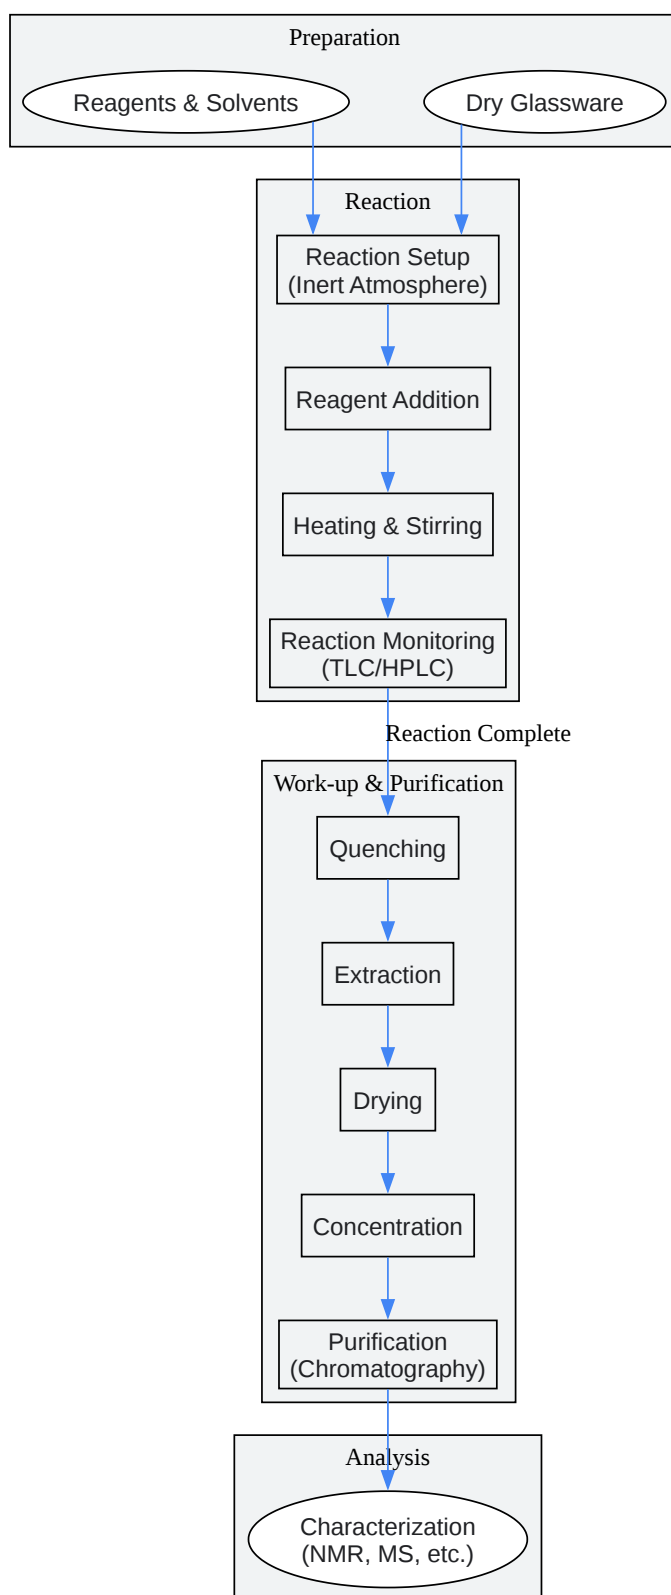 Preparation
Reagents & Solvents
Dry Glassware
Reaction
Reaction Setup
(Inert Atmosphere)
Reagent Addition
Heating & Stirring
Reaction Monitoring
(TLC/HPLC)
Reaction Complete
Work-up & Purification
Quenching
Extraction
Drying
Concentration
Purification
(Chromatography)
Analysis
Characterization
(NMR, MS, etc.)